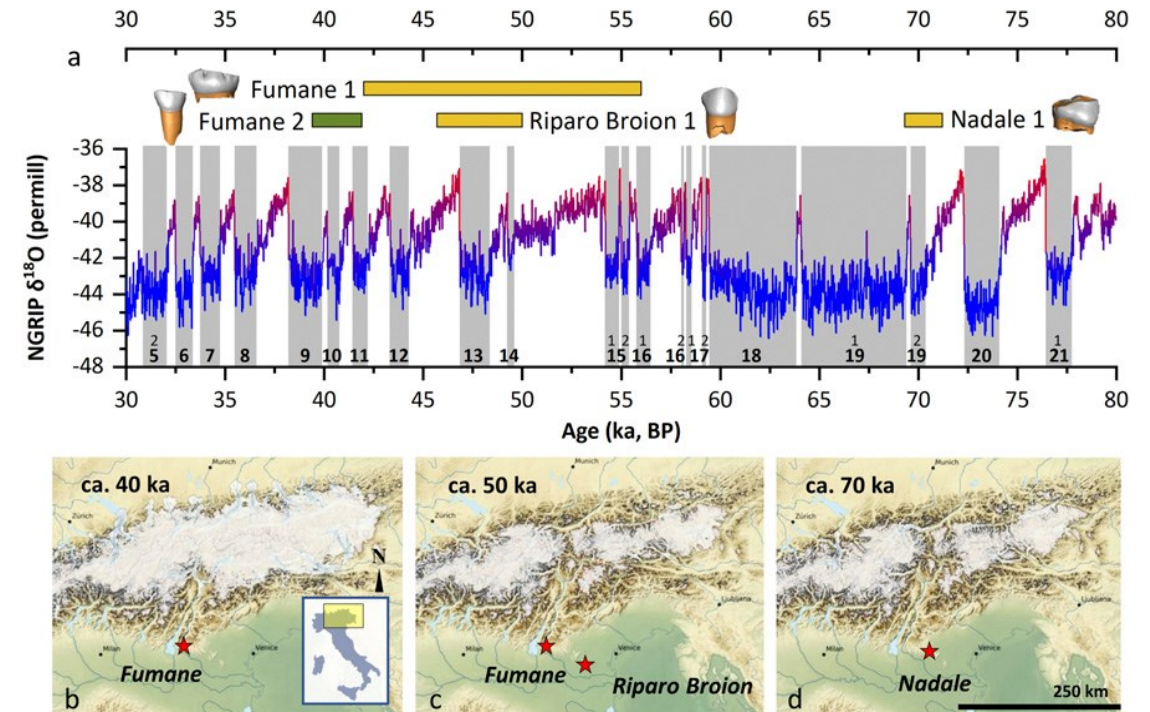 30 35 40 45 50 55 60 65 70 75 80
a
Fumane 1
Fumane 2
Riparo Broion 1
Nadale 1
-36
-38
-40
-42
-44
-46
-48
NGRIP δ¹⁸O (permill)
2 1 2 1 2 1 2 1 2 1
5 6 7 8 9 10 11 12 13 14 15 16 16 17 18 19 19 20 21
30 35 40 45 50 55 60 65 70 75 80
Age (ka, BP)
ca. 40 ka
Munich
Zürich
N
Milan
Venice
Fumane
b
ca. 50 ka
Munich
Zürich
Ljubljana
Milan
Venice
Fumane
Riparo Broion
c
ca. 70 ka
Munich
Zürich
Ljubljana
Milan
Venice
Nadale
250 km
d